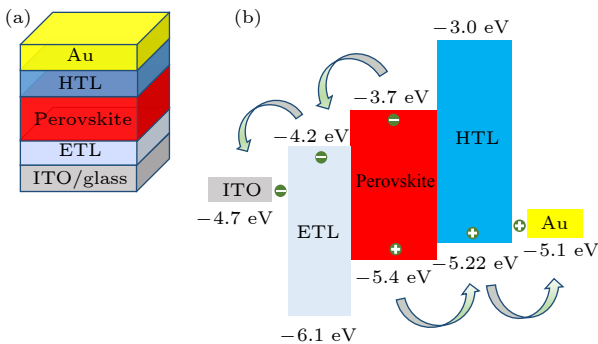 (a)
Au
HTL
Perovskite
ETL
ITO/glass
(b)
−3.0 eV
−3.7 eV
−4.2 eV
HTL
Perovskite
ITO
−4.7 eV
ETL
Au
−5.1 eV
−5.22 eV
−5.4 eV
−6.1 eV